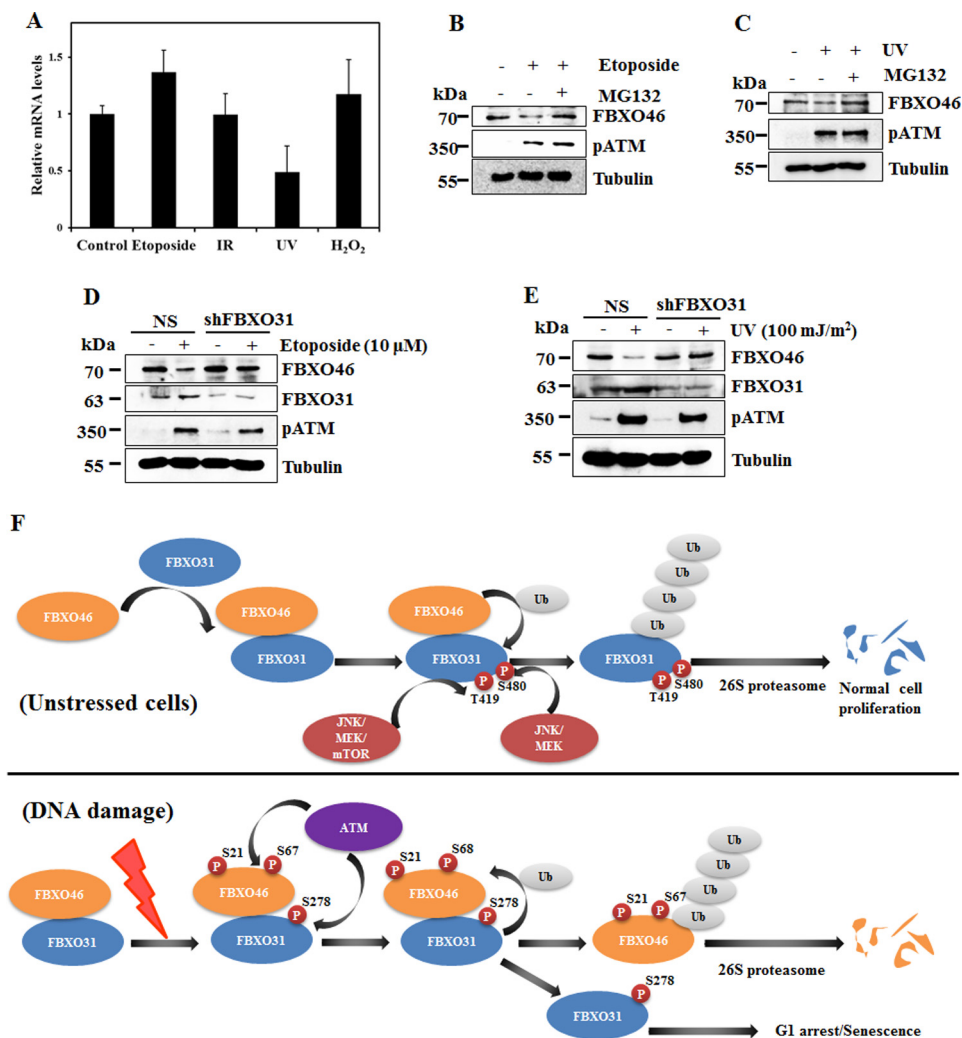 A
Relative mRNA levels
1.5
1
0.5
0
Control Etoposide IR UV H₂O₂
B
- + + Etoposide
kDa - - + MG132
70 FBXO46
350 pATM
55 Tubulin
C
- + + UV
kDa + MG132
70 FBXO46
350 pATM
55 Tubulin
D
NS shFBXO31
kDa - + - + Etoposide (10 μM)
70 FBXO46
63 FBXO31
350 pATM
55 Tubulin
E
NS shFBXO31
kDa - + - + UV (100 mJ/m²)
70 FBXO46
63 FBXO31
350 pATM
55 Tubulin
F
FBXO46
FBXO31
FBXO46
FBXO31
FBXO46
Ub
FBXO31
P P
T419 S480
JNK/
MEK/
mTOR
JNK/
MEK
Ub
Ub
Ub
Ub
FBXO31
P P
T419 S480
26S proteasome
Normal cell
proliferation
(Unstressed cells)
(DNA damage)
FBXO46
FBXO31
ATM
S21 S67
P P
FBXO46
S278
P
FBXO31
S21 S68
P P
FBXO46
S278
P
FBXO31
Ub
Ub
Ub
Ub
Ub
S21 S67
P P
FBXO46
26S proteasome
S278
P
FBXO31
G1 arrest/Senescence